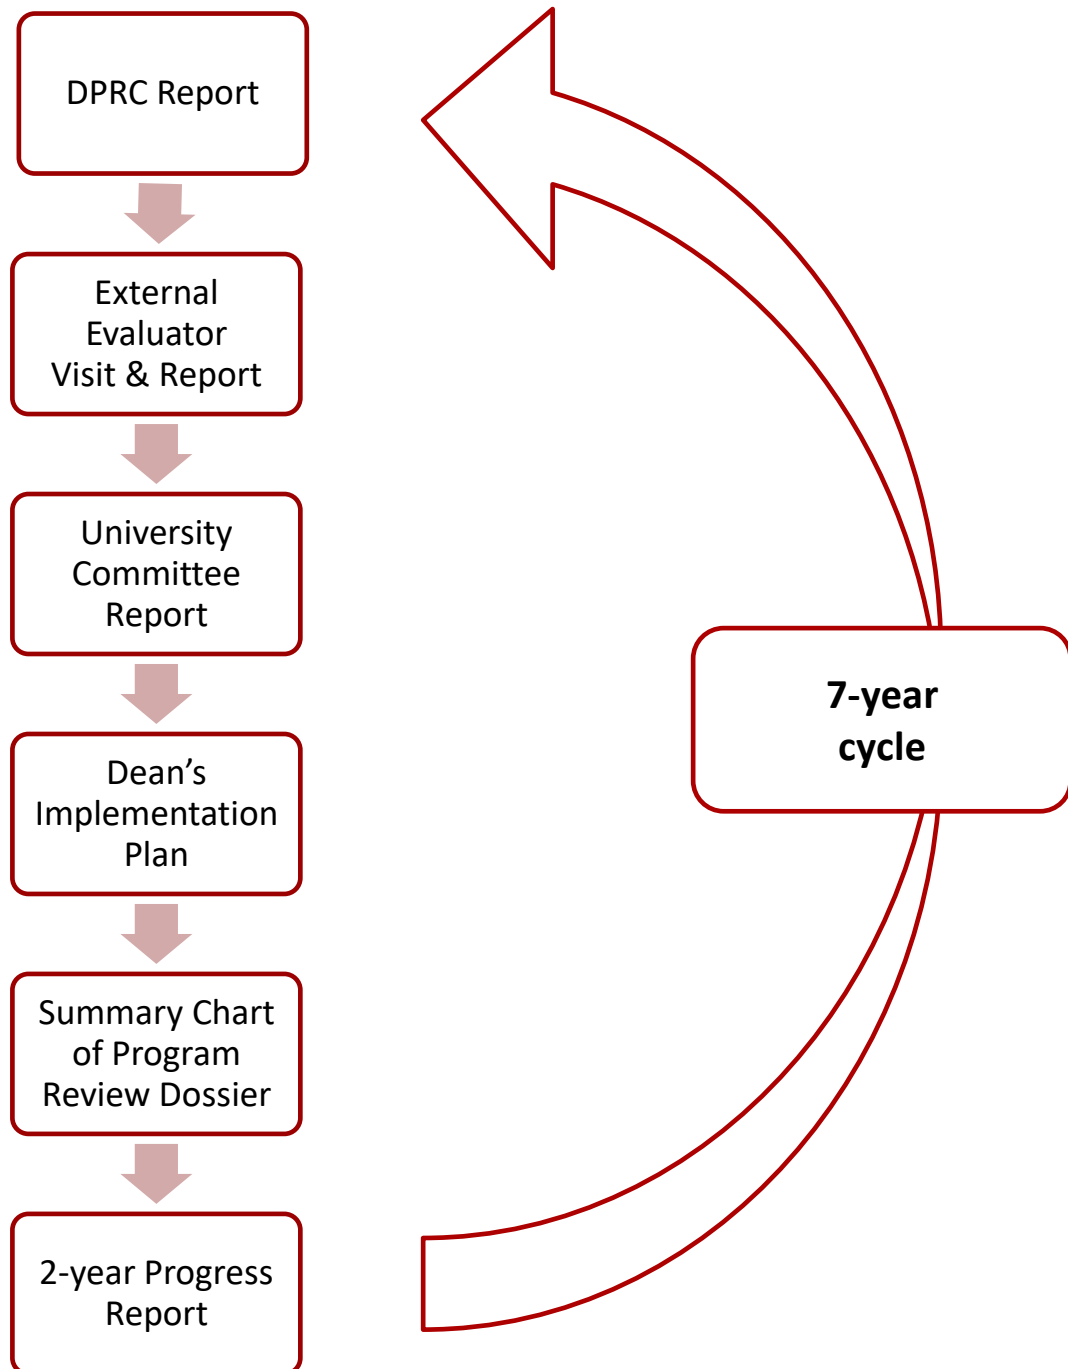 DPRC Report
External
Evaluator
Visit & Report
University
Committee
Report
Dean’s
Implementation
Plan
Summary Chart
of Program
Review Dossier
2-year Progress
Report
7-year
cycle